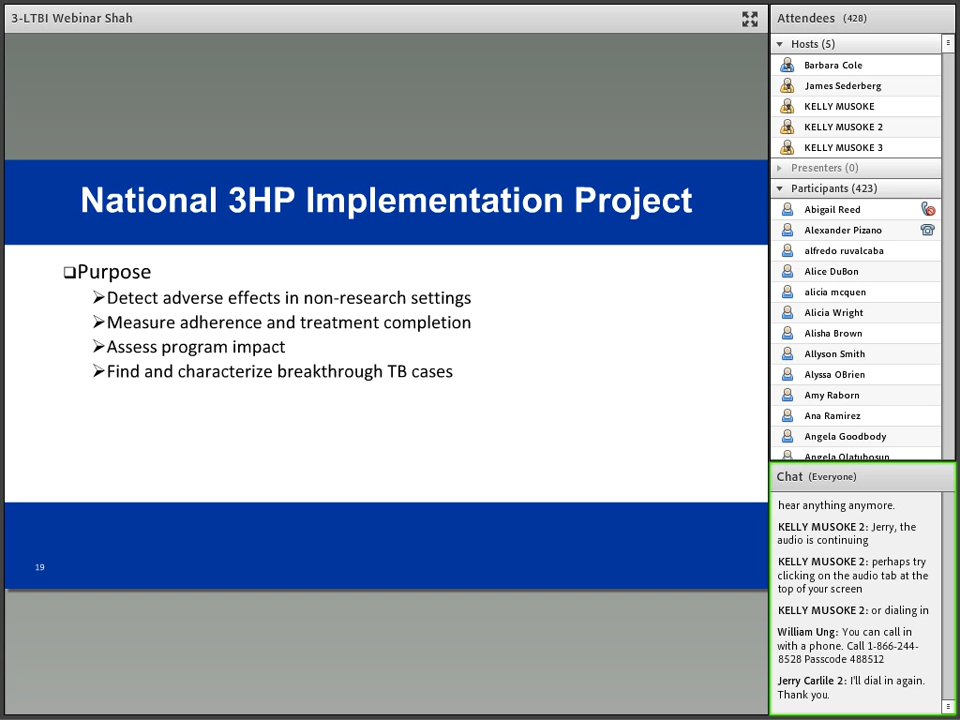 3-LTBI Webinar Shah
National 3HP Implementation Project
Purpose
Detect adverse effects in non-research settings
Measure adherence and treatment completion
Assess program impact
Find and characterize breakthrough TB cases
19
Attendees (428)
Hosts (5)
Barbara Cole
James Sederberg
KELLY MUSOKE
KELLY MUSOKE 2
KELLY MUSOKE 3
Presenters (0)
Participants (423)
Abigail Reed
Alexander Pizano
alfredo ruvalcaba
Alice DuBon
alicia mcquen
Alicia Wright
Alisha Brown
Allyson Smith
Alyssa OBrien
Amy Raborn
Ana Ramirez
Angela Goodbody
Angela Olatubosun
Chat (Everyone)
hear anything anymore.
KELLY MUSOKE 2: Jerry, the
audio is continuing
KELLY MUSOKE 2: perhaps try
clicking on the audio tab at the
top of your screen
KELLY MUSOKE 2: or dialing in
William Ung: You can call in
with a phone. Call 1-866-244-
8528 Passcode 488512
Jerry Carlile 2: I'll dial in again.
Thank you.